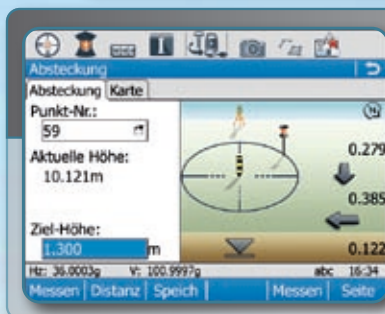 Absteckung
Absteckung Karte
Punkt-Nr.:
59
Aktuelle Höhe:
10.121m
Ziel-Höhe:
1.300 m
0.279
0.385
0.122
Hz: 36.0003g V: 100.9997g abc 16:34
Messen Distanz Speich Messen Seite